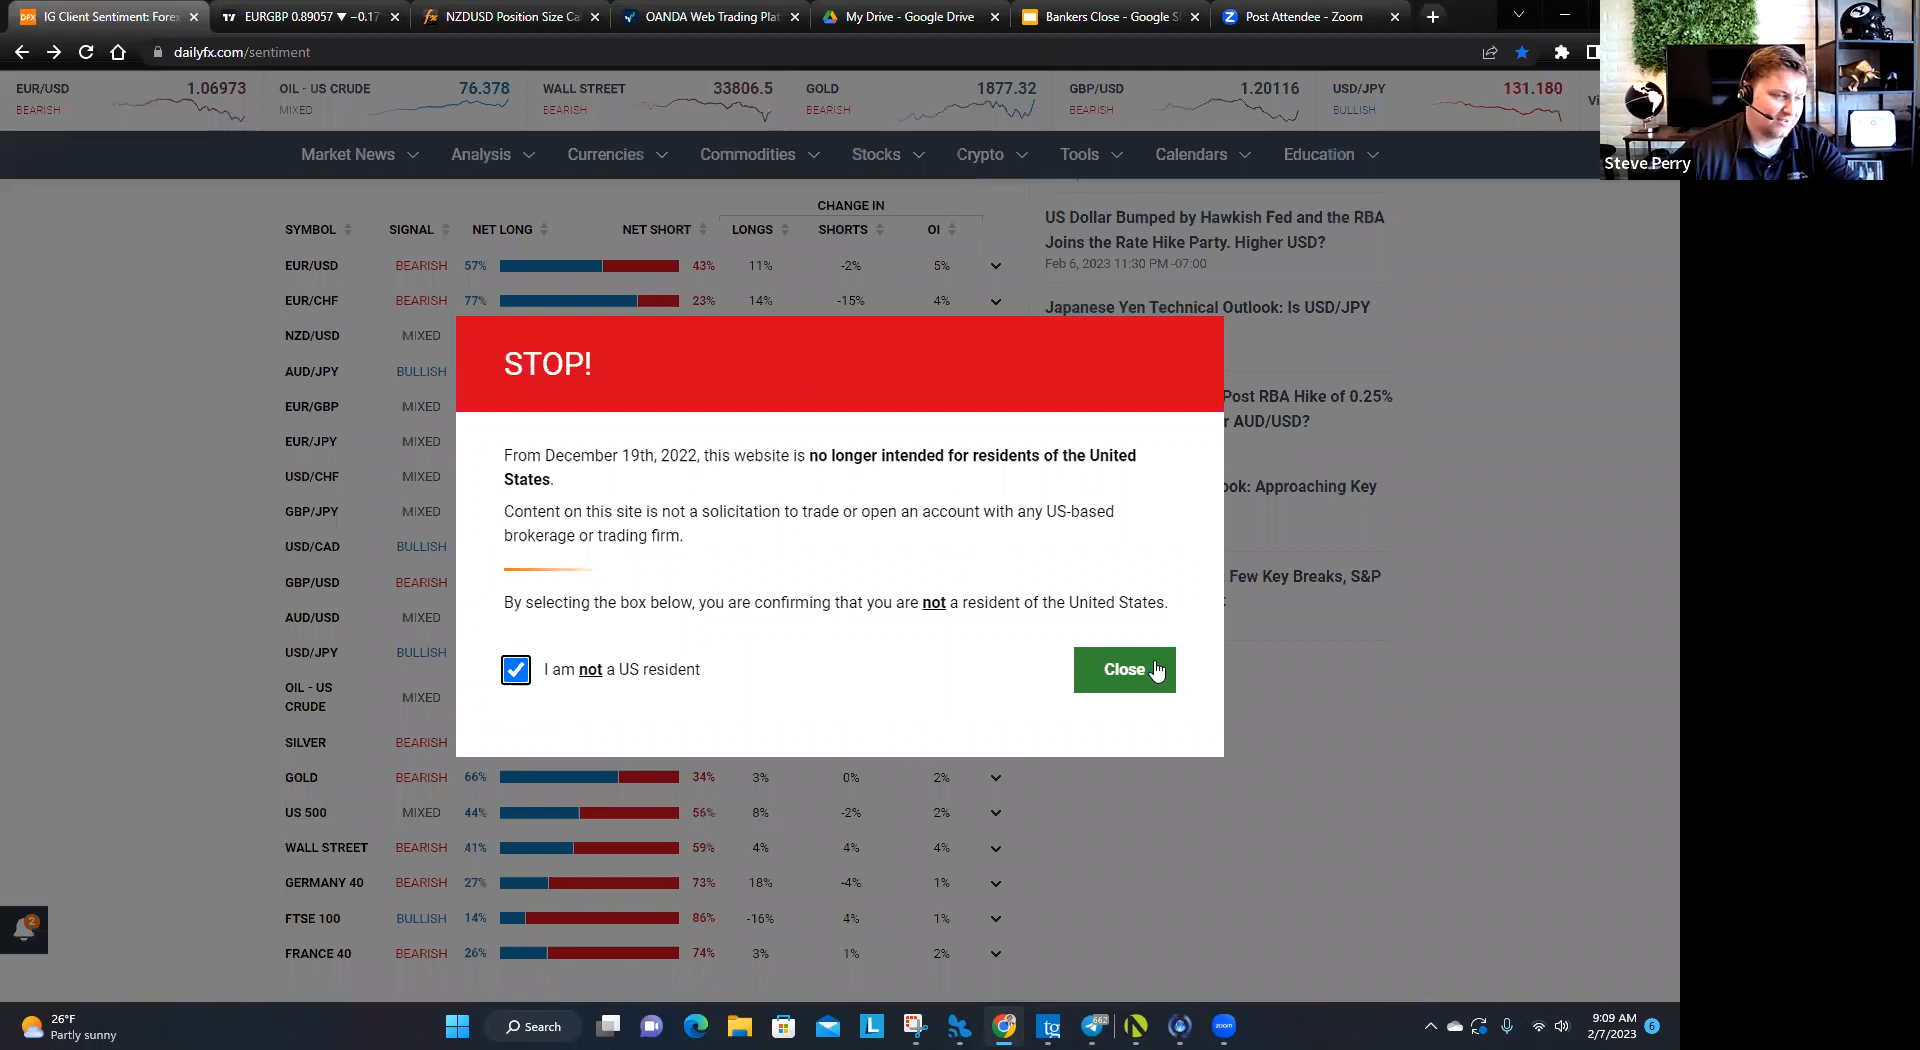 IG Client Sentiment: Forex
EURGBP 0.89057 ▼ −0.17
NZDUSD Position Size Ca
OANDA Web Trading Plat
My Drive - Google Drive
Bankers Close - Google S
Post Attendee - Zoom
dailyfx.com/sentiment
EUR/USD 1.06973
BEARISH
OIL - US CRUDE 76.378
MIXED
WALL STREET 33806.5
BEARISH
GOLD 1877.32
BEARISH
GBP/USD 1.20116
BEARISH
USD/JPY 131.180
BULLISH
Steve Perry
Market News Analysis Currencies Commodities Stocks Crypto Tools Calendars Education
CHANGE IN
SYMBOL SIGNAL NET LONG NET SHORT LONGS SHORTS OI
EUR/USD BEARISH 57% 43% 11% -2% 5%
EUR/CHF BEARISH 77% 23% 14% -15% 4%
NZD/USD MIXED
AUD/JPY BULLISH
EUR/GBP MIXED
EUR/JPY MIXED
USD/CHF MIXED
GBP/JPY MIXED
USD/CAD BULLISH
GBP/USD BEARISH
AUD/USD MIXED
USD/JPY BULLISH
OIL - US
CRUDE MIXED
SILVER BEARISH
GOLD BEARISH 66% 34% 3% 0% 2%
US 500 MIXED 44% 56% 8% -2% 2%
WALL STREET BEARISH 41% 59% 4% 4% 4%
GERMANY 40 BEARISH 27% 73% 18% -4% 1%
FTSE 100 BULLISH 14% 86% -16% 4% 1%
FRANCE 40 BEARISH 26% 74% 3% 1% 2%
US Dollar Bumped by Hawkish Fed and the RBA
Joins the Rate Hike Party. Higher USD?
Feb 6, 2023 11:30 PM -07:00
Japanese Yen Technical Outlook: Is USD/JPY
Post RBA Hike of 0.25%
AUD/USD?
ook: Approaching Key
Few Key Breaks, S&P
STOP!
From December 19th, 2022, this website is no longer intended for residents of the United
States.
Content on this site is not a solicitation to trade or open an account with any US-based
brokerage or trading firm.
By selecting the box below, you are confirming that you are not a resident of the United States.
I am not a US resident
Close
2
26°F
Partly sunny
Search
L
tg
662
zoom
9:09 AM
2/7/2023
6